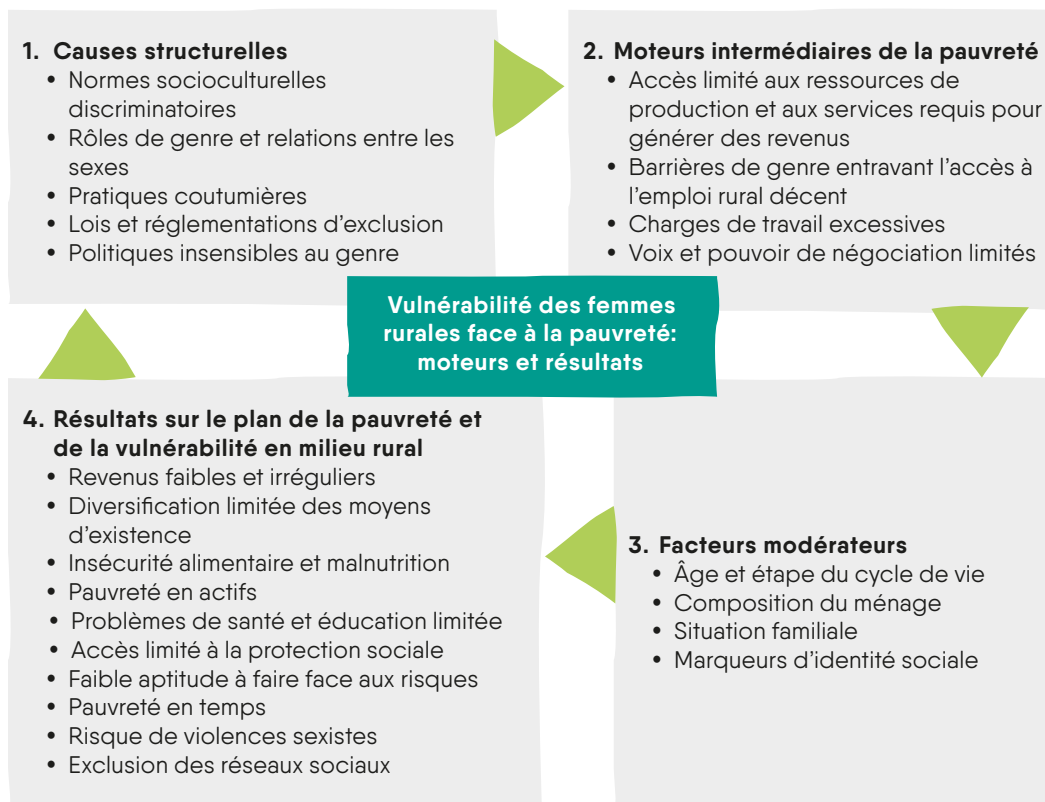 1. Causes structurelles
• Normes socioculturelles
discriminatoires
• Rôles de genre et relations entre les
sexes
• Pratiques coutumières
• Lois et réglementations d'exclusion
• Politiques insensibles au genre
2. Moteurs intermédiaires de la pauvreté
• Accès limité aux ressources de
production et aux services requis pour
générer des revenus
• Barrières de genre entravant l'accès à
l'emploi rural décent
• Charges de travail excessives
• Voix et pouvoir de négociation limités
Vulnérabilité des femmes
rurales face à la pauvreté:
moteurs et résultats
3. Facteurs modérateurs
• Âge et étape du cycle de vie
• Composition du ménage
• Situation familiale
• Marqueurs d'identité sociale
4. Résultats sur le plan de la pauvreté et
de la vulnérabilité en milieu rural
• Revenus faibles et irréguliers
• Diversification limitée des moyens
d'existence
• Insécurité alimentaire et malnutrition
• Pauvreté en actifs
• Problèmes de santé et éducation limitée
• Accès limité à la protection sociale
• Faible aptitude à faire face aux risques
• Pauvreté en temps
• Risque de violences sexistes
• Exclusion des réseaux sociaux